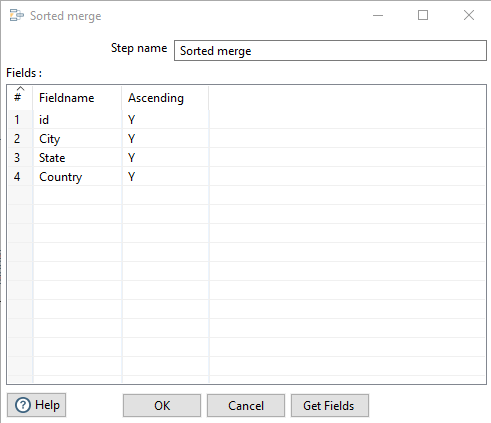 Sorted merge
Step name Sorted merge
Fields :
# Fieldname Ascending
1 id Y
2 City Y
3 State Y
4 Country Y
Help OK Cancel Get Fields